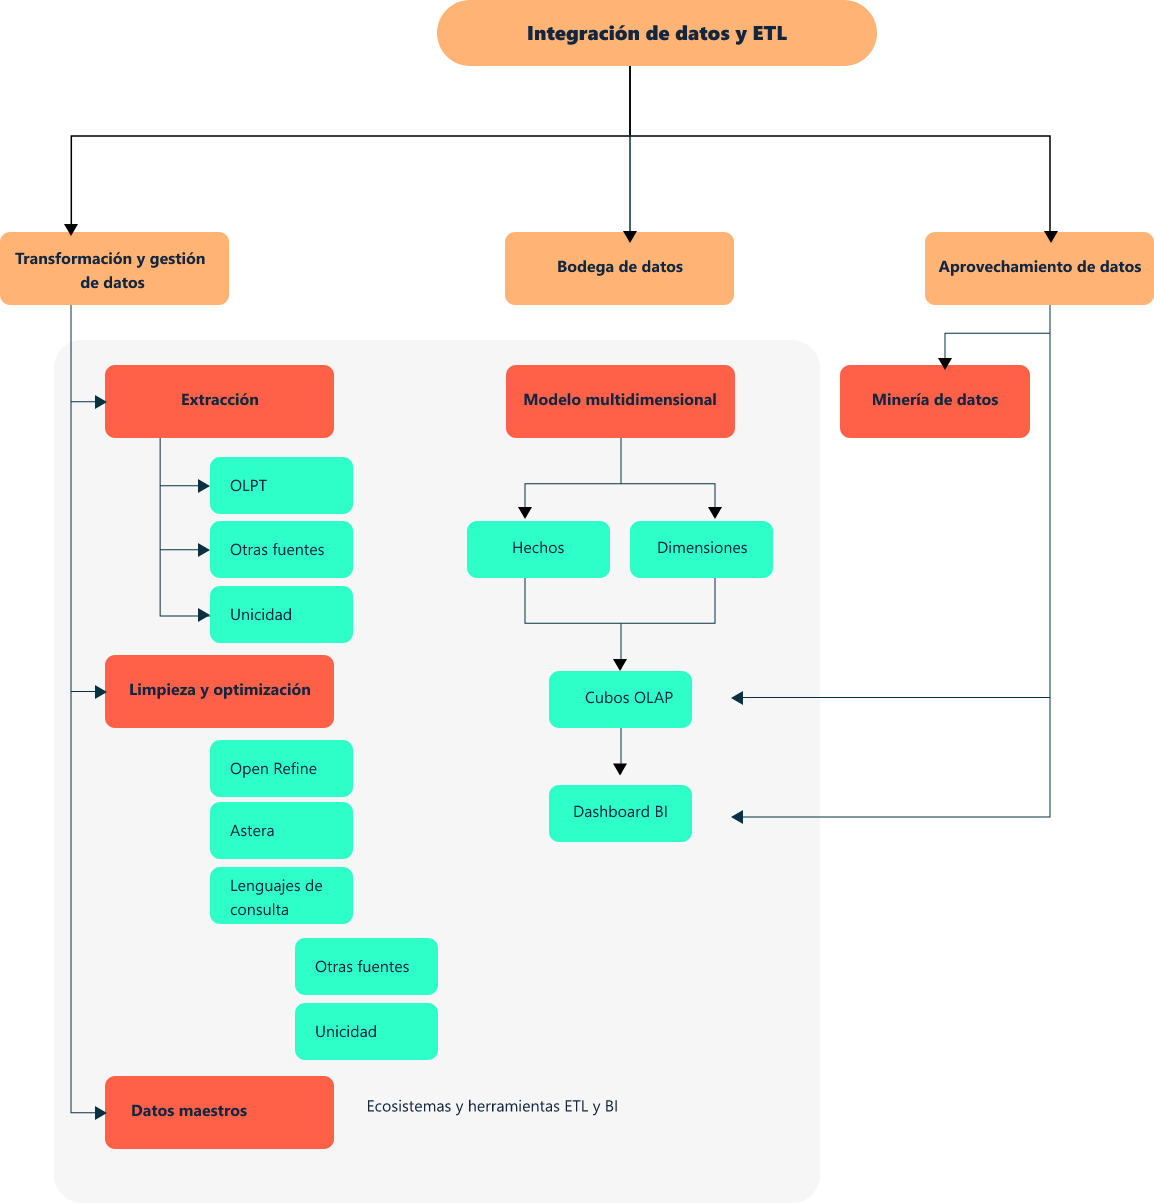 Integración de datos y ETL
Transformación y gestión
de datos
Bodega de datos
Aprovechamiento de datos
Extracción
OLPT
Otras fuentes
Unicidad
Limpieza y optimización
Open Refine
Astera
Lenguajes de
consulta
Otras fuentes
Unicidad
Datos maestros
Modelo multidimensional
Hechos
Dimensiones
Cubos OLAP
Dashboard BI
Minería de datos
Ecosistemas y herramientas ETL y BI